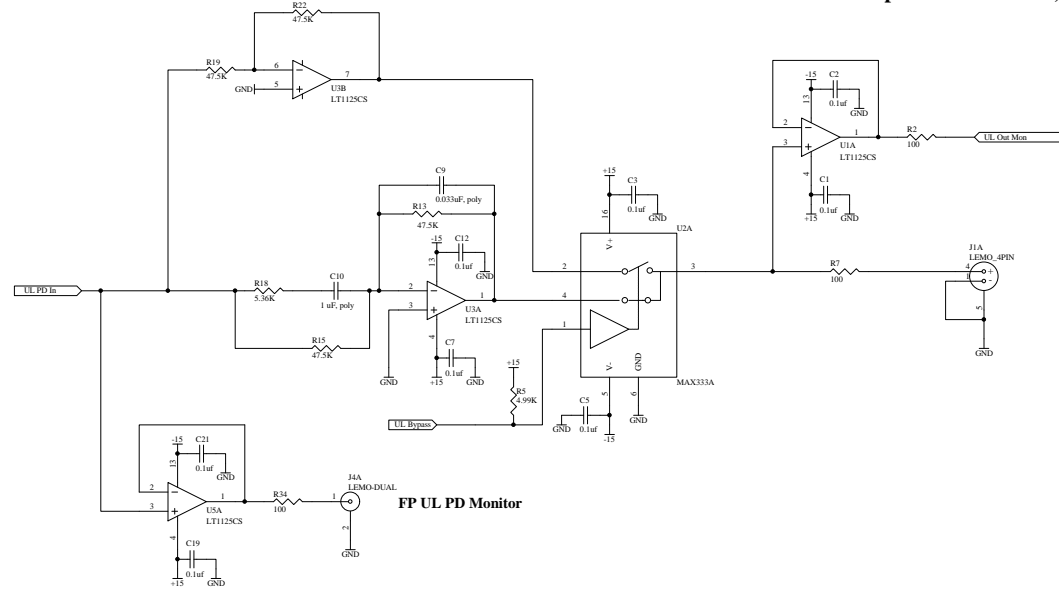 R22
47.5K
R19
47.5K
6
5
7
GND
U3B
LT1125CS
-15
C2
13
0.1uf
GND
2
3
1
U1A
LT1125CS
R2
100
UL Out Mon
4
C1
0.1uf
+15
GND
C9
0.033uF, poly
R13
47.5K
-15
C12
13
0.1uf
GND
+15
C3
0.1uf
16
GND
U2A
V+
2
3
4
1
V-
GND
5
6
MAX333A
R7
100
J1A
LEMO_4PIN
4
1
+
-
5
GND
UL PD In
R18
5.36K
C10
1 uF, poly
R15
47.5K
2
3
1
U3A
LT1125CS
4
C7
0.1uf
GND
+15
GND
+15
R5
4.99K
UL Bypass
C5
0.1uf
GND
-15
GND
-15
C21
13
0.1uf
GND
2
3
1
U5A
LT1125CS
R34
100
J4A
LEMO-DUAL
1
2
GND
FP UL PD Monitor
4
C19
0.1uf
+15
GND